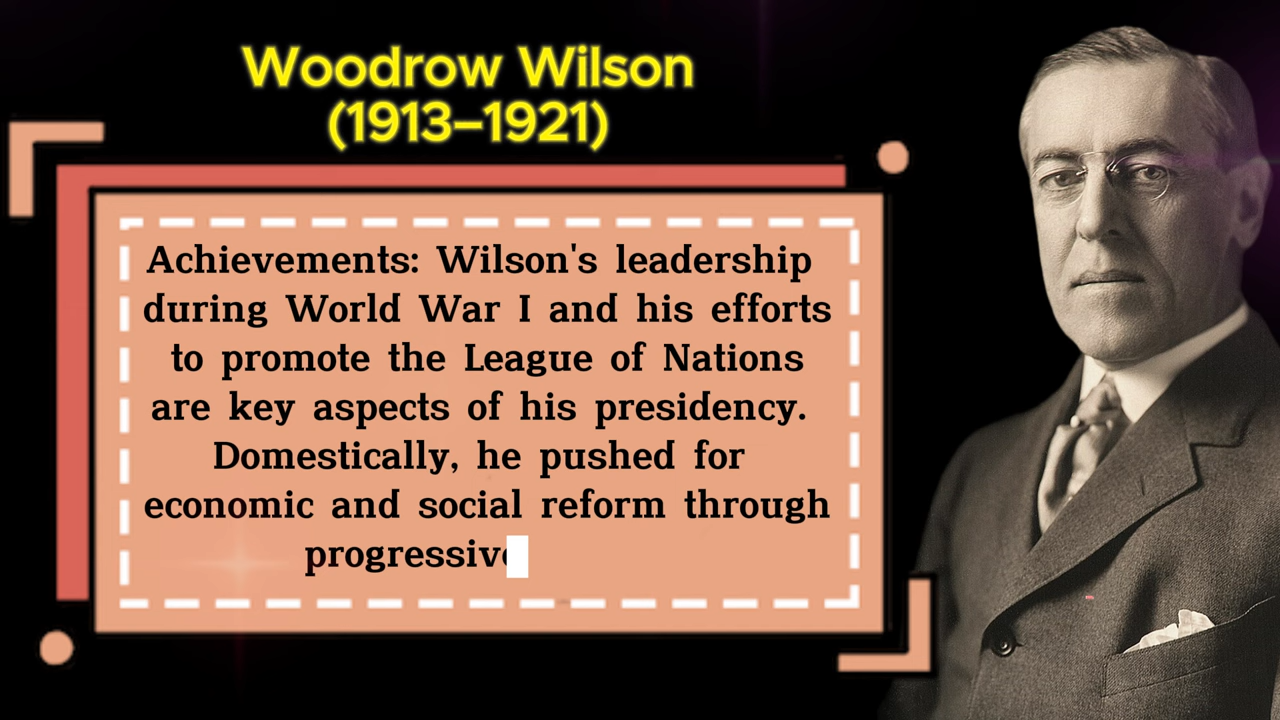 Woodrow Wilson
(1913–1921)
Achievements: Wilson's leadership
during World War I and his efforts
to promote the League of Nations
are key aspects of his presidency.
Domestically, he pushed for
economic and social reform through
progressive